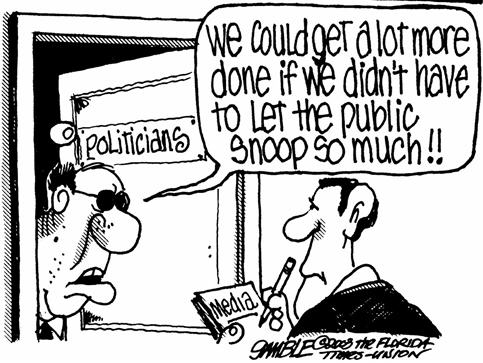 We could get a lot more
done if we didn't have
to let the public
snoop so much!!
Politicians
Media
GAMBLE ©2003 THE FLORIDA
TIMES-UNION